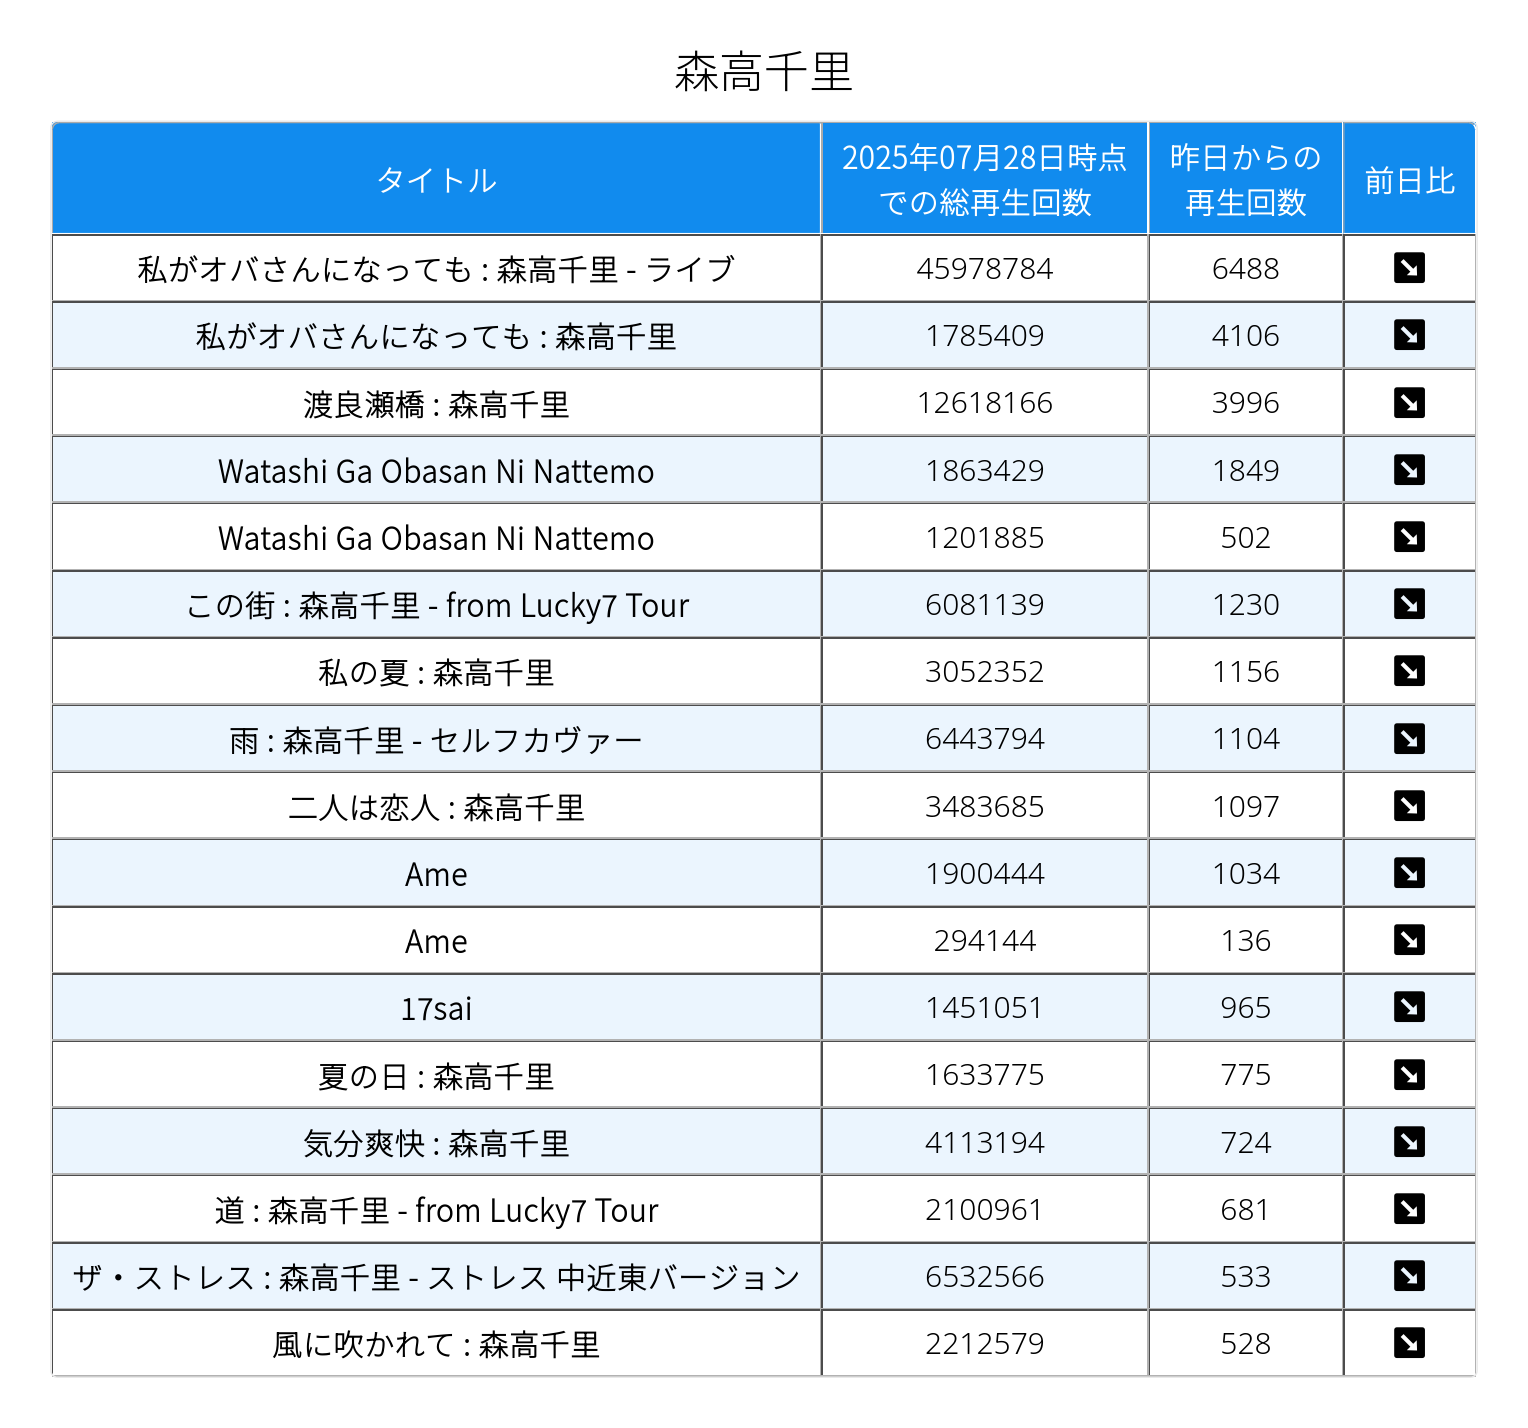 森高千里
タイトル 2025年07月28日時点での総再生回数 昨日からの再生回数 前日比
私がオバさんになっても : 森高千里 - ライブ 45978784 6488 ↘
私がオバさんになっても : 森高千里 1785409 4106 ↘
渡良瀬橋 : 森高千里 12618166 3996 ↘
Watashi Ga Obasan Ni Nattemo 1863429 1849 ↘
Watashi Ga Obasan Ni Nattemo 1201885 502 ↘
この街 : 森高千里 - from Lucky7 Tour 6081139 1230 ↘
私の夏 : 森高千里 3052352 1156 ↘
雨 : 森高千里 - セルフカヴァー 6443794 1104 ↘
二人は恋人 : 森高千里 3483685 1097 ↘
Ame 1900444 1034 ↘
Ame 294144 136 ↘
17sai 1451051 965 ↘
夏の日 : 森高千里 1633775 775 ↘
気分爽快 : 森高千里 4113194 724 ↘
道 : 森高千里 - from Lucky7 Tour 2100961 681 ↘
ザ・ストレス : 森高千里 - ストレス 中近東バージョン 6532566 533 ↘
風に吹かれて : 森高千里 2212579 528 ↘